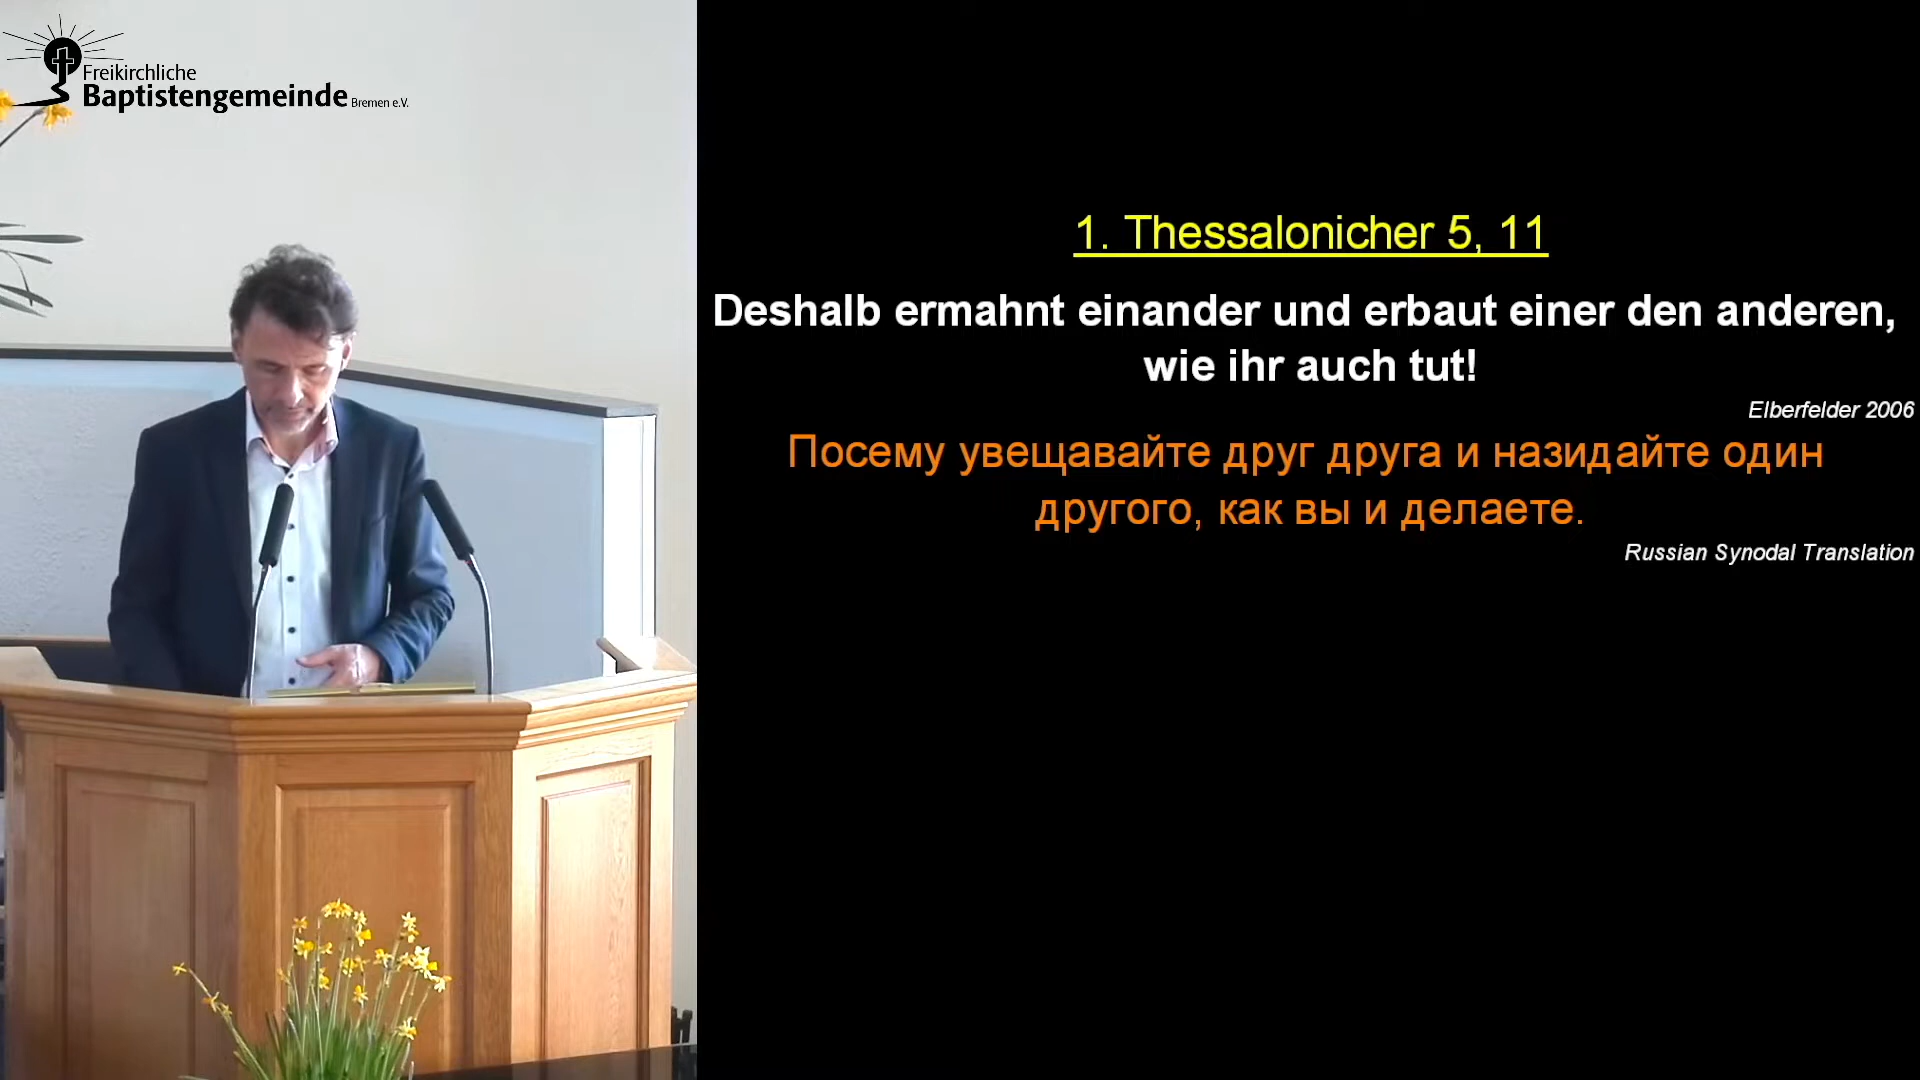 Freikirchliche
Baptistengemeinde Bremen e.V.
1. Thessalonicher 5, 11
Deshalb ermahnt einander und erbaut einer den anderen,
wie ihr auch tut!
Elberfelder 2006
Посему увещавайте друг друга и назидайте один
другого, как вы и делаете.
Russian Synodal Translation